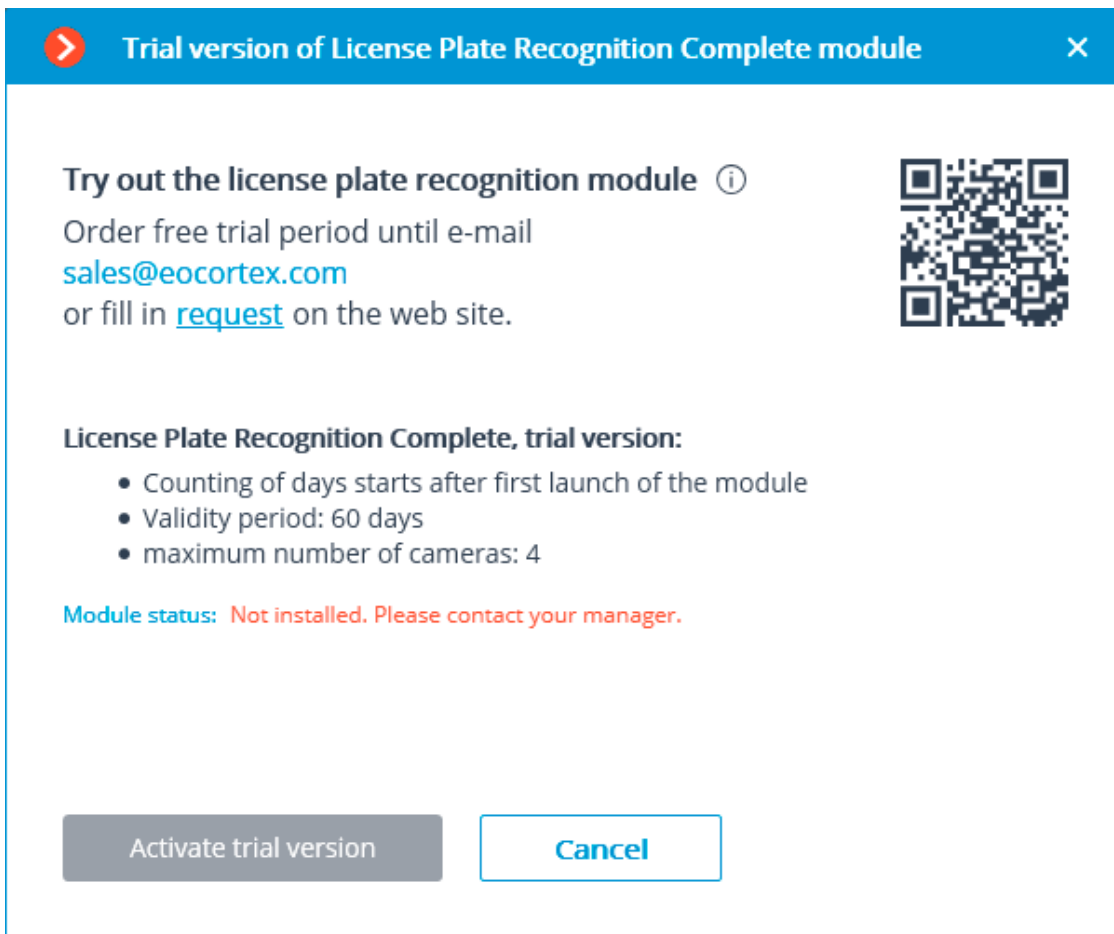 Trial version of License Plate Recognition Complete module
Try out the license plate recognition module
Order free trial period until e-mail
sales@eocortex.com
or fill in request on the web site.
License Plate Recognition Complete, trial version:
• Counting of days starts after first launch of the module
• Validity period: 60 days
• maximum number of cameras: 4
Module status: Not installed. Please contact your manager.
Activate trial version
Cancel